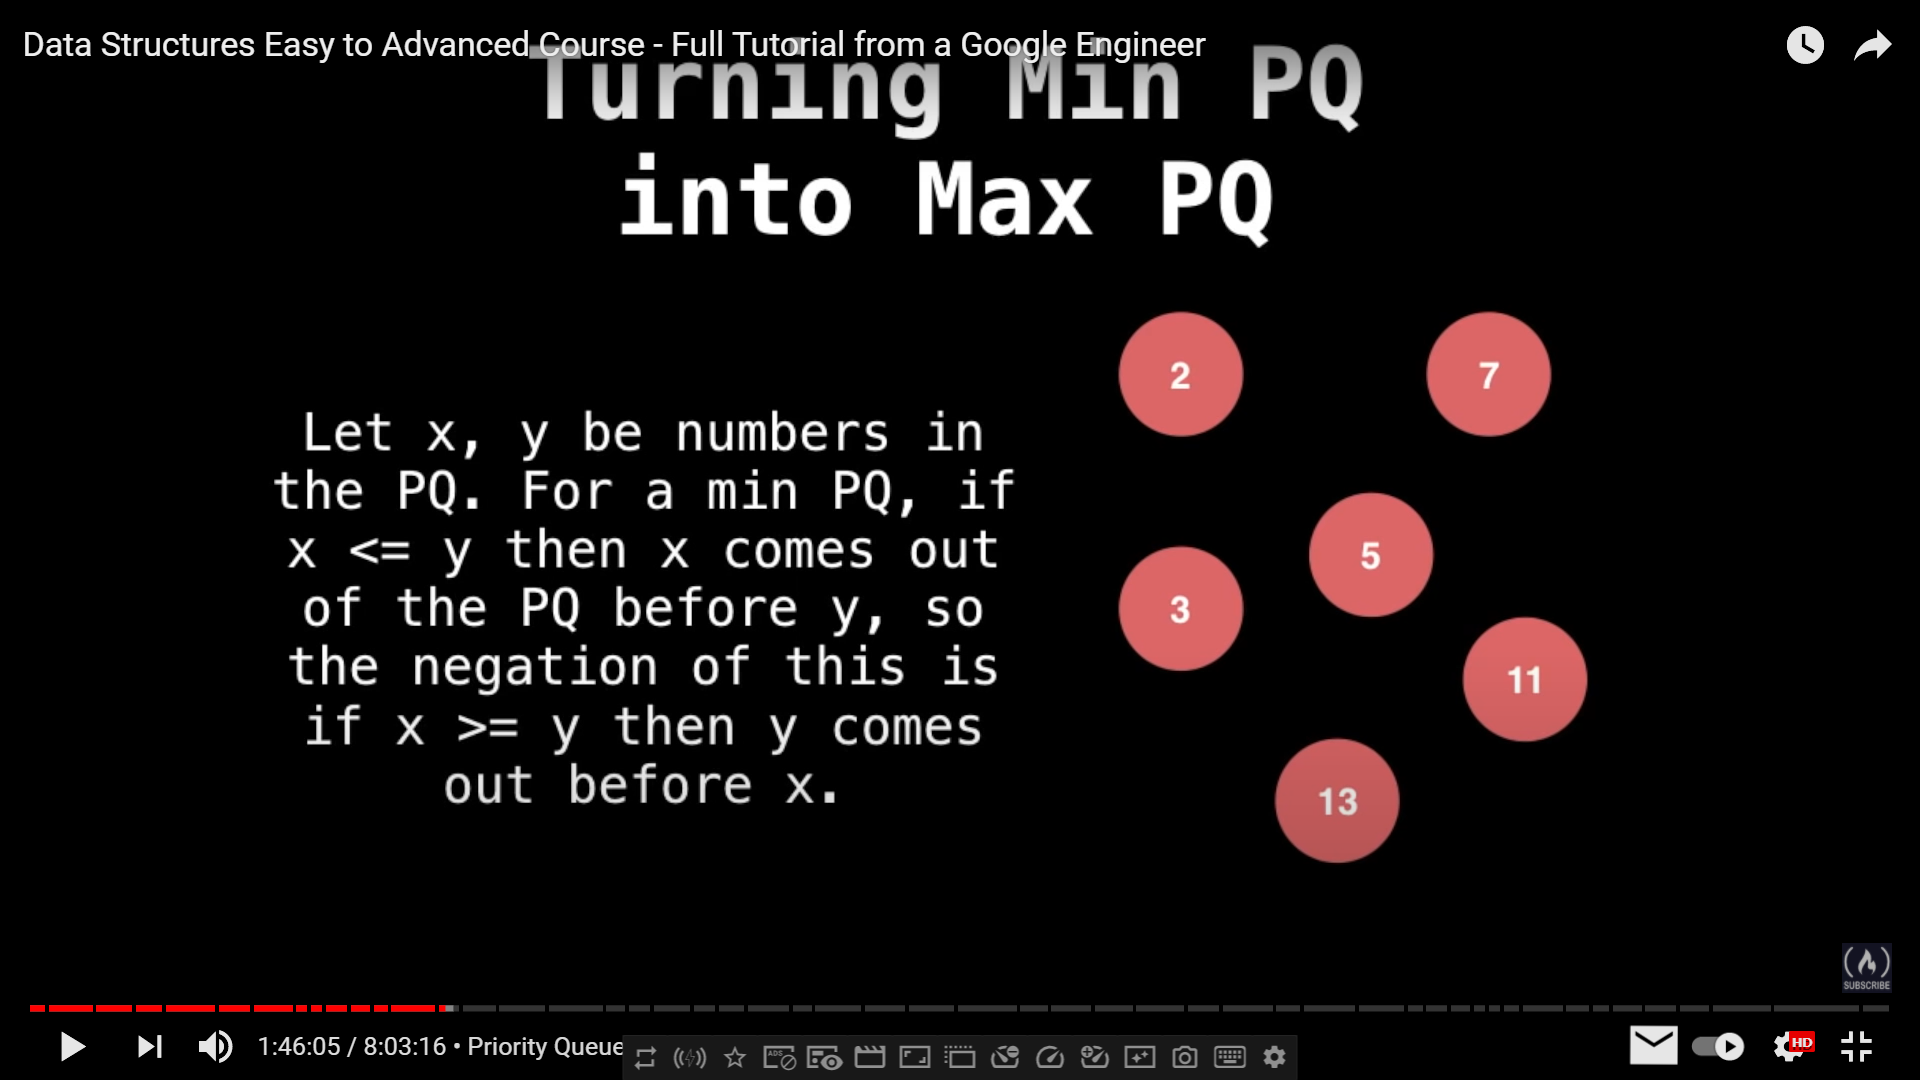 Data Structures Easy to Advanced Course - Full Tutorial from a Google Engineer
Turning Min PQ
into Max PQ
2
7
Let x, y be numbers in
the PQ. For a min PQ, if
x <= y then x comes out
of the PQ before y, so
the negation of this is
if x >= y then y comes
out before x.
5
3
11
13
SUBSCRIBE
1:46:05 / 8:03:16 • Priority Queue
ADS
HD